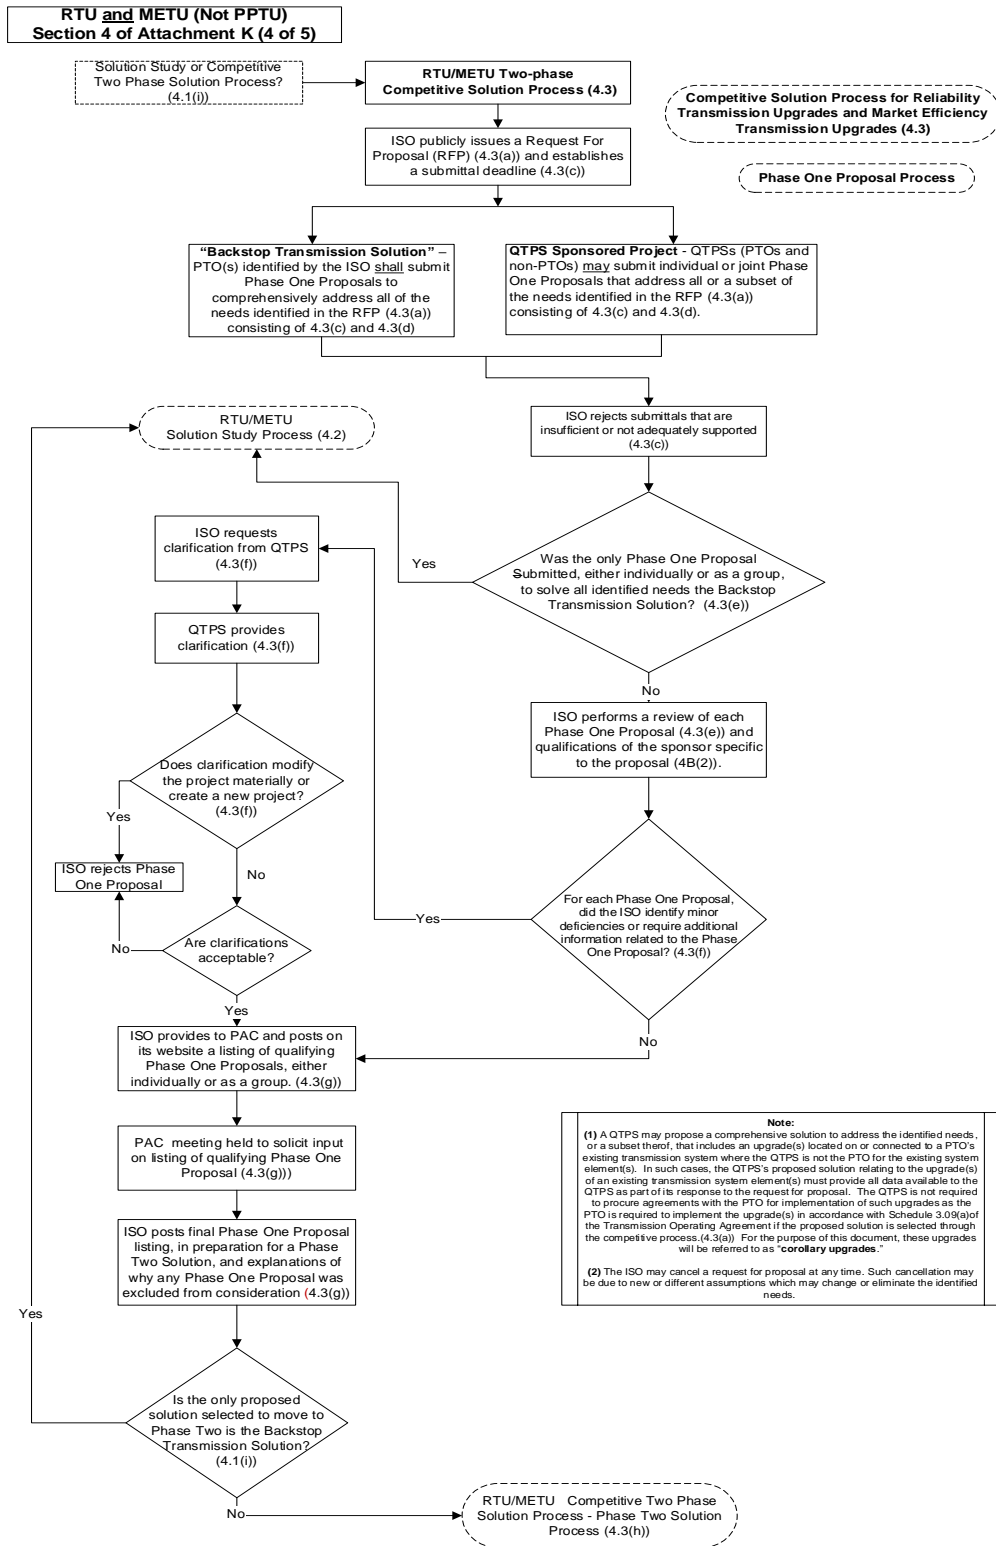 RTU and METU (Not PPTU)
Section 4 of Attachment K (4 of 5)
Solution Study or Competitive
Two Phase Solution Process?
(4.1(i))
RTU/METU Two-phase
Competitive Solution Process (4.3)
Competitive Solution Process for Reliability
Transmission Upgrades and Market Efficiency
Transmission Upgrades (4.3)
Phase One Proposal Process
ISO publicly issues a Request For
Proposal (RFP) (4.3(a)) and establishes
a submittal deadline (4.3(c))
“Backstop Transmission Solution” –
PTO(s) identified by the ISO shall submit
Phase One Proposals to
comprehensively address all of the
needs identified in the RFP (4.3(a))
consisting of 4.3(c) and 4.3(d)
QTPS Sponsored Project - QTPSs (PTOs and
non-PTOs) may submit individual or joint Phase
One Proposals that address all or a subset of
the needs identified in the RFP (4.3(a))
consisting of 4.3(c) and 4.3(d).
ISO rejects submittals that are
insufficient or not adequately supported
(4.3(c))
RTU/METU
Solution Study Process (4.2)
Was the only Phase One Proposal
Submitted, either individually or as a group,
to solve all identified needs the Backstop
Transmission Solution? (4.3(e))
Yes
No
ISO requests
clarification from QTPS
(4.3(f))
QTPS provides
clarification (4.3(f))
ISO performs a review of each
Phase One Proposal (4.3(e)) and
qualifications of the sponsor specific
to the proposal (4B(2)).
Does clarification modify
the project materially or
create a new project?
(4.3(f))
Yes
No
ISO rejects Phase
One Proposal
For each Phase One Proposal,
did the ISO identify minor
deficiencies or require additional
information related to the Phase
One Proposal? (4.3(f))
Yes
No
Are clarifications
acceptable?
No
Yes
ISO provides to PAC and posts on
its website a listing of qualifying
Phase One Proposals, either
individually or as a group. (4.3(g))
PAC meeting held to solicit input
on listing of qualifying Phase One
Proposal (4.3(g)))
ISO posts final Phase One Proposal
listing, in preparation for a Phase
Two Solution, and explanations of
why any Phase One Proposal was
excluded from consideration (4.3(g))
Note:
(1) A QTPS may propose a comprehensive solution to address the identified needs,
or a subset therof, that includes an upgrade(s) located on or connected to a PTO’s
existing transmission system where the QTPS is not the PTO for the existing system
element(s). In such cases, the QTPS’s proposed solution relating to the upgrade(s)
of an existing transmission system element(s) must provide all data available to the
QTPS as part of its response to the request for proposal. The QTPS is not required
to procure agreements with the PTO for implementation of such upgrades as the
PTO is required to implement the upgrade(s) in accordance with Schedule 3.09(a)of
the Transmission Operating Agreement if the proposed solution is selected through
the competitive process.(4.3(a)) For the purpose of this document, these upgrades
will be referred to as “corollary upgrades.”
(2) The ISO may cancel a request for proposal at any time. Such cancellation may
be due to new or different assumptions which may change or eliminate the identified
needs.
Yes
Is the only proposed
solution selected to move to
Phase Two is the Backstop
Transmission Solution?
(4.1(i))
No
RTU/METU Competitive Two Phase
Solution Process - Phase Two Solution
Process (4.3(h))